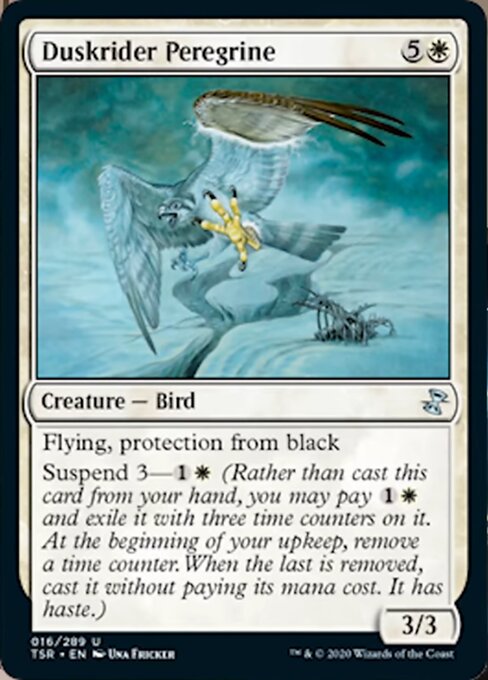 Duskrider Peregrine 5
Creature — Bird
Flying, protection from black
Suspend 3—1 (Rather than cast this
card from your hand, you may pay 1
and exile it with three time counters on it.
At the beginning of your upkeep, remove
a time counter. When the last is removed,
cast it without paying its mana cost. It has
haste.)
3/3
016/289 U
TSR • EN Una Fricker
™ & © 2020 Wizards of the Coast